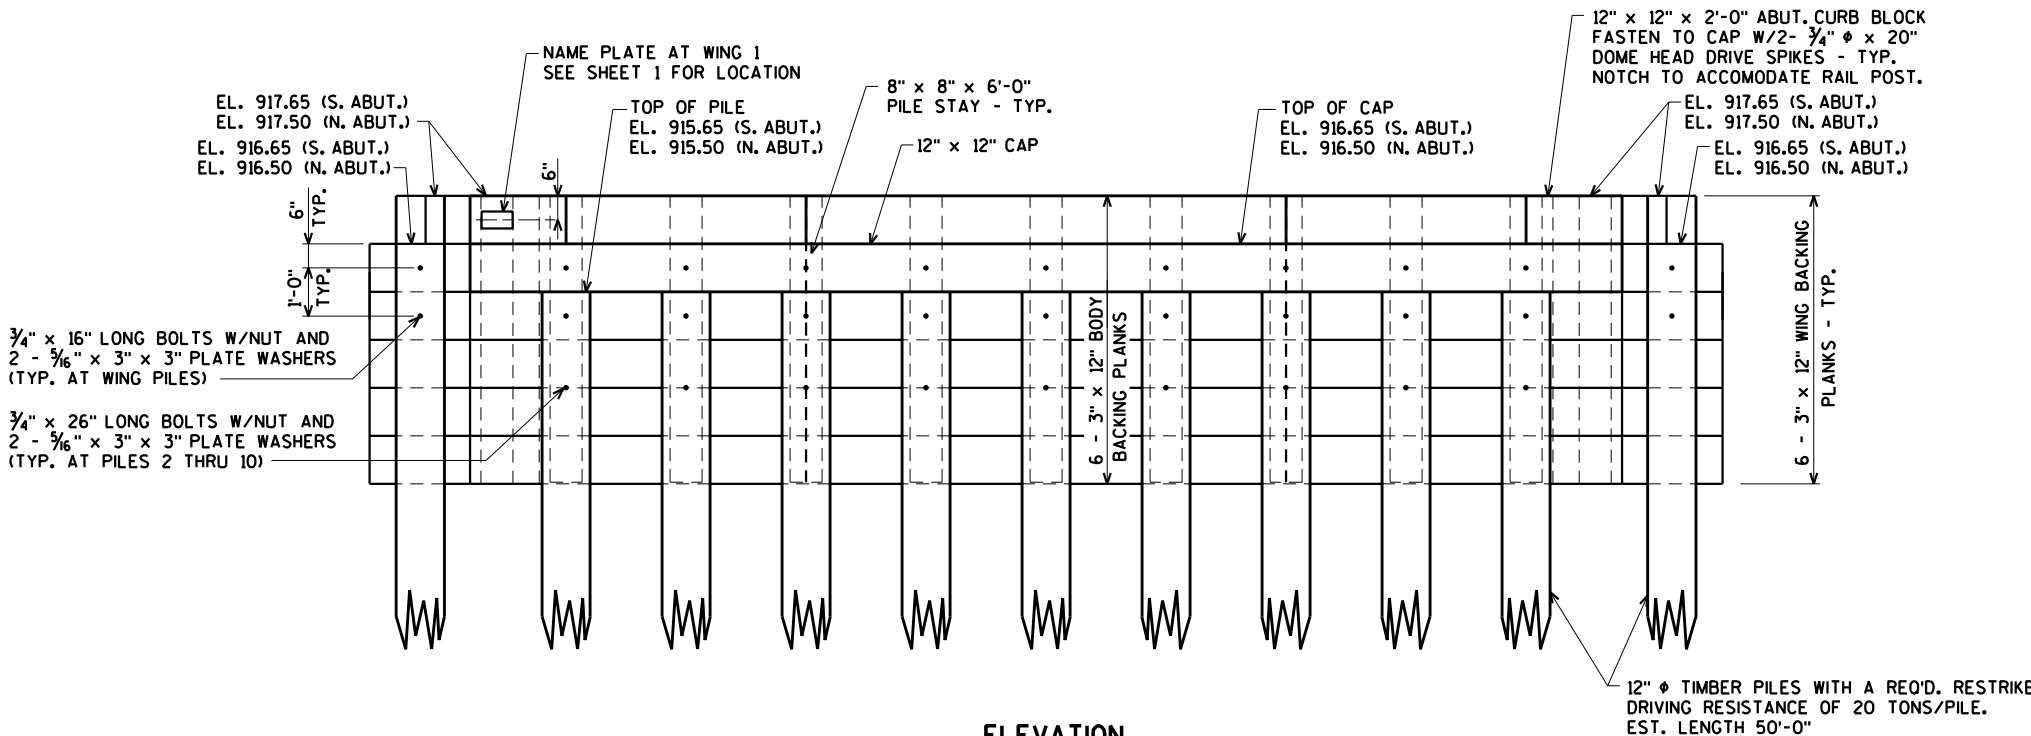 12" x 12" x 2'-0" ABUT. CURB BLOCK
FASTEN TO CAP W/2- ¾" ϕ x 20"
DOME HEAD DRIVE SPIKES - TYP.
NOTCH TO ACCOMODATE RAIL POST.
NAME PLATE AT WING 1
SEE SHEET 1 FOR LOCATION
8" x 8" x 6'-0"
PILE STAY - TYP.
EL. 917.65 (S. ABUT.)
EL. 917.50 (N. ABUT.)
TOP OF PILE
EL. 915.65 (S. ABUT.)
EL. 915.50 (N. ABUT.)
TOP OF CAP
EL. 916.65 (S. ABUT.)
EL. 916.50 (N. ABUT.)
EL. 917.65 (S. ABUT.)
EL. 917.50 (N. ABUT.)
EL. 916.65 (S. ABUT.)
EL. 916.50 (N. ABUT.)
12" x 12" CAP
EL. 916.65 (S. ABUT.)
EL. 916.50 (N. ABUT.)
6"
TYP.
6"
1'-0"
TYP.
¾" x 16" LONG BOLTS W/NUT AND
2 - 5⁄16" x 3" x 3" PLATE WASHERS
(TYP. AT WING PILES)
¾" x 26" LONG BOLTS W/NUT AND
2 - 5⁄16" x 3" x 3" PLATE WASHERS
(TYP. AT PILES 2 THRU 10)
6 - 3" x 12" BODY
BACKING PLANKS
6 - 3" x 12" WING BACKING
PLANKS - TYP.
12" ϕ TIMBER PILES WITH A REQ'D. RESTRIKE
DRIVING RESISTANCE OF 20 TONS/PILE.
EST. LENGTH 50'-0"
ELEVATION